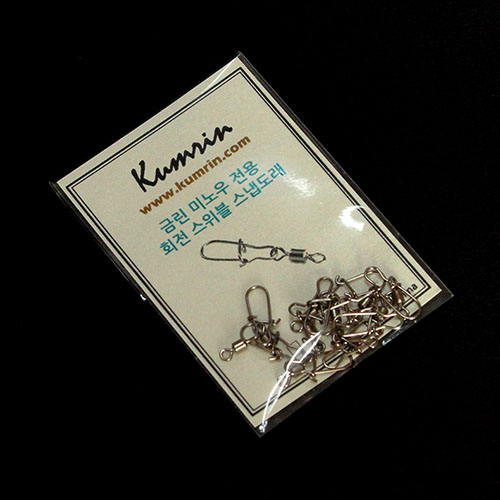 Kumrin
www.kumrin.com
금린 미노우 전용
회전 스위블 스냅도래